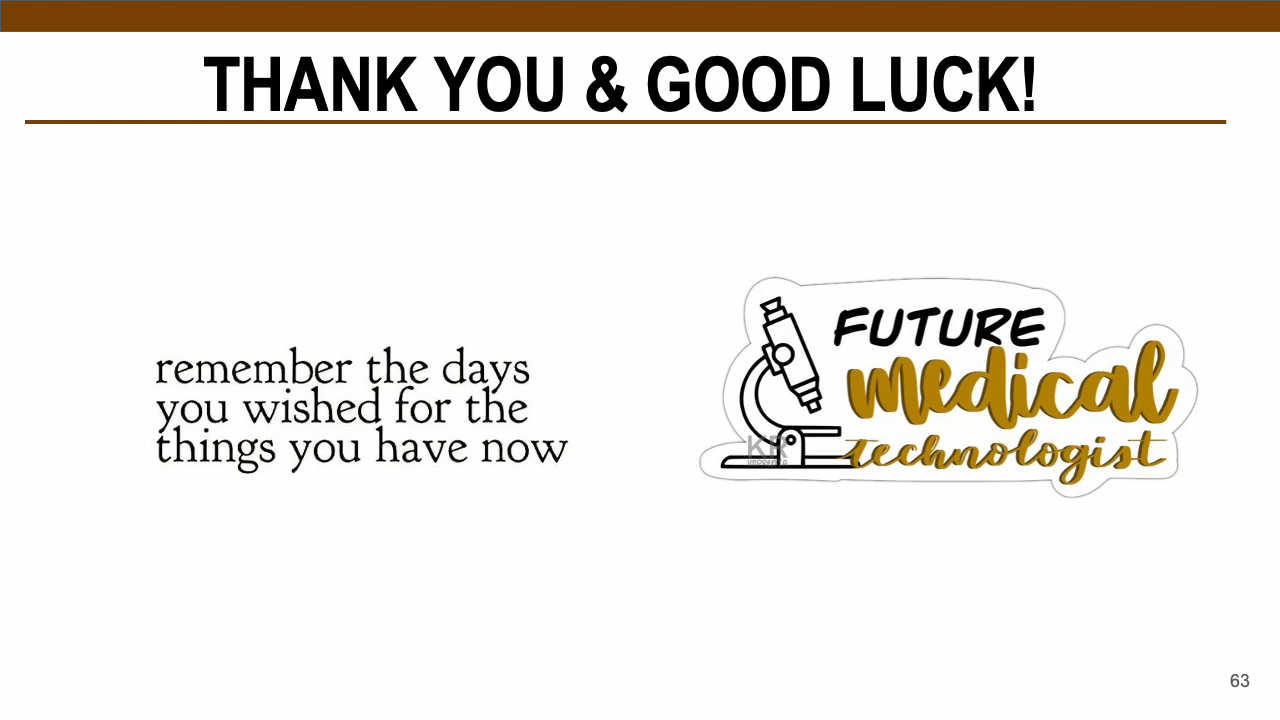 THANK YOU & GOOD LUCK!
remember the days
you wished for the
things you have now
FUTURE
medical
technologist
KR
63